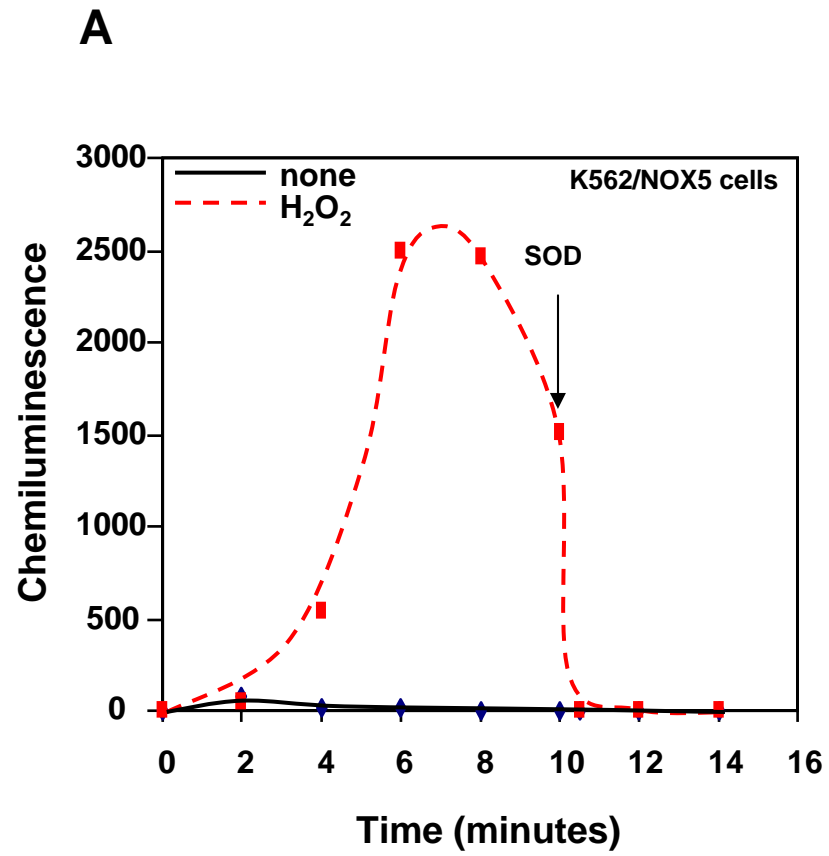 A
3000
none
K562/NOX5 cells
H₂O₂
2500
SOD
2000
1500
1000
500
0
Chemiluminescence
0 2 4 6 8 10 12 14 16
Time (minutes)